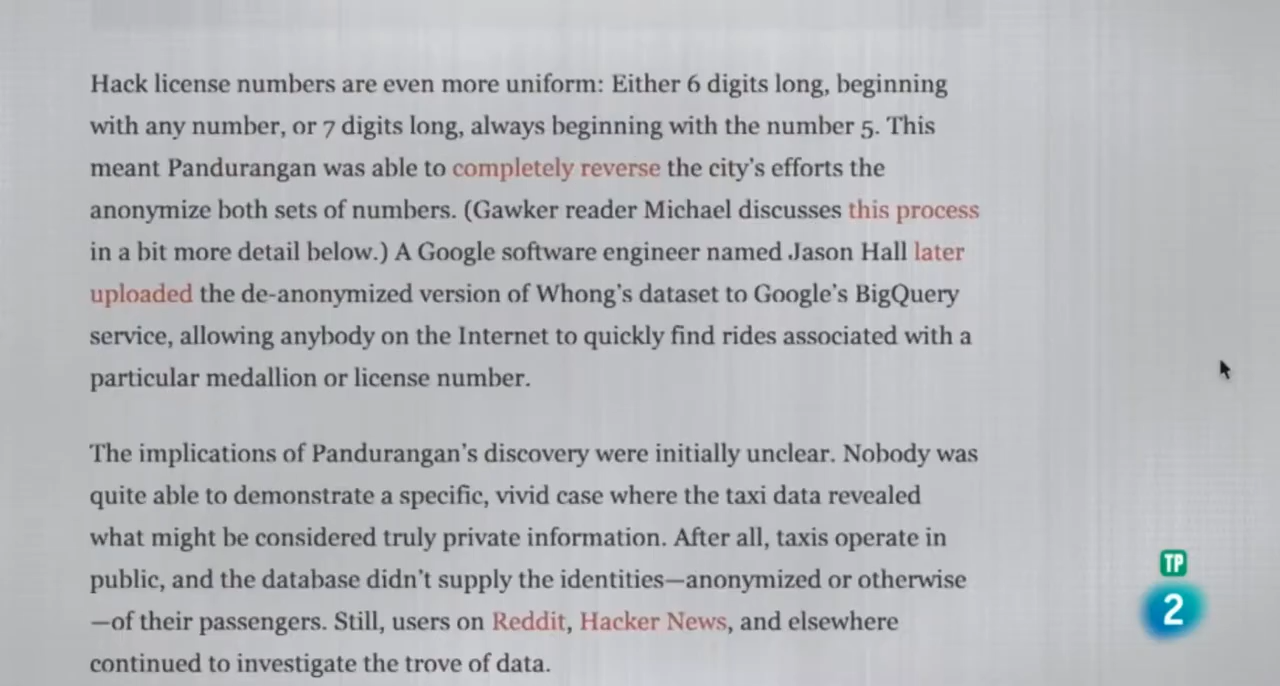 Hack license numbers are even more uniform: Either 6 digits long, beginning
with any number, or 7 digits long, always beginning with the number 5. This
meant Pandurangan was able to completely reverse the city’s efforts the
anonymize both sets of numbers. (Gawker reader Michael discusses this process
in a bit more detail below.) A Google software engineer named Jason Hall later
uploaded the de-anonymized version of Whong’s dataset to Google’s BigQuery
service, allowing anybody on the Internet to quickly find rides associated with a
particular medallion or license number.
The implications of Pandurangan’s discovery were initially unclear. Nobody was
quite able to demonstrate a specific, vivid case where the taxi data revealed
what might be considered truly private information. After all, taxis operate in
public, and the database didn’t supply the identities—anonymized or otherwise
—of their passengers. Still, users on Reddit, Hacker News, and elsewhere
continued to investigate the trove of data.
TP
2